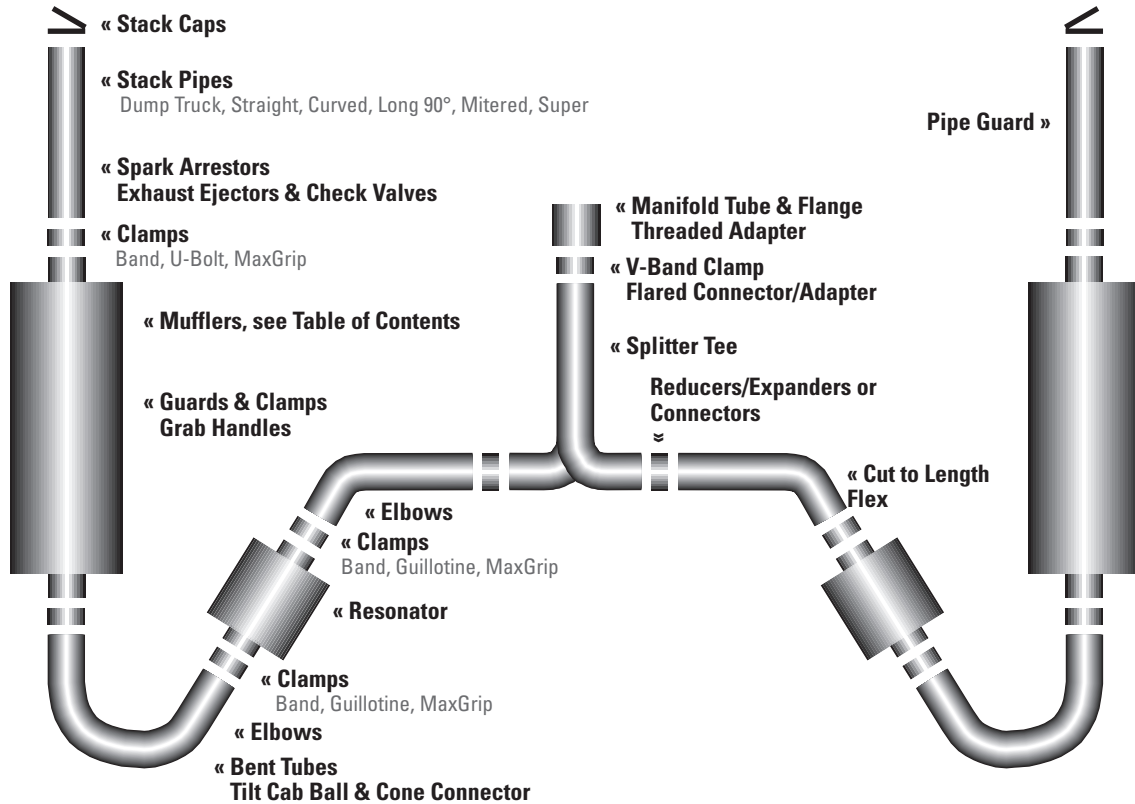 « Stack Caps
« Stack Pipes
Dump Truck, Straight, Curved, Long 90°, Mitered, Super
Pipe Guard »
« Spark Arrestors
Exhaust Ejectors & Check Valves
« Manifold Tube & Flange
Threaded Adapter
« Clamps
Band, U-Bolt, MaxGrip
« V-Band Clamp
Flared Connector/Adapter
« Mufflers, see Table of Contents
« Splitter Tee
Reducers/Expanders or
Connectors
«
« Guards & Clamps
Grab Handles
« Cut to Length
Flex
« Elbows
« Clamps
Band, Guillotine, MaxGrip
« Resonator
« Clamps
Band, Guillotine, MaxGrip
« Elbows
« Bent Tubes
Tilt Cab Ball & Cone Connector